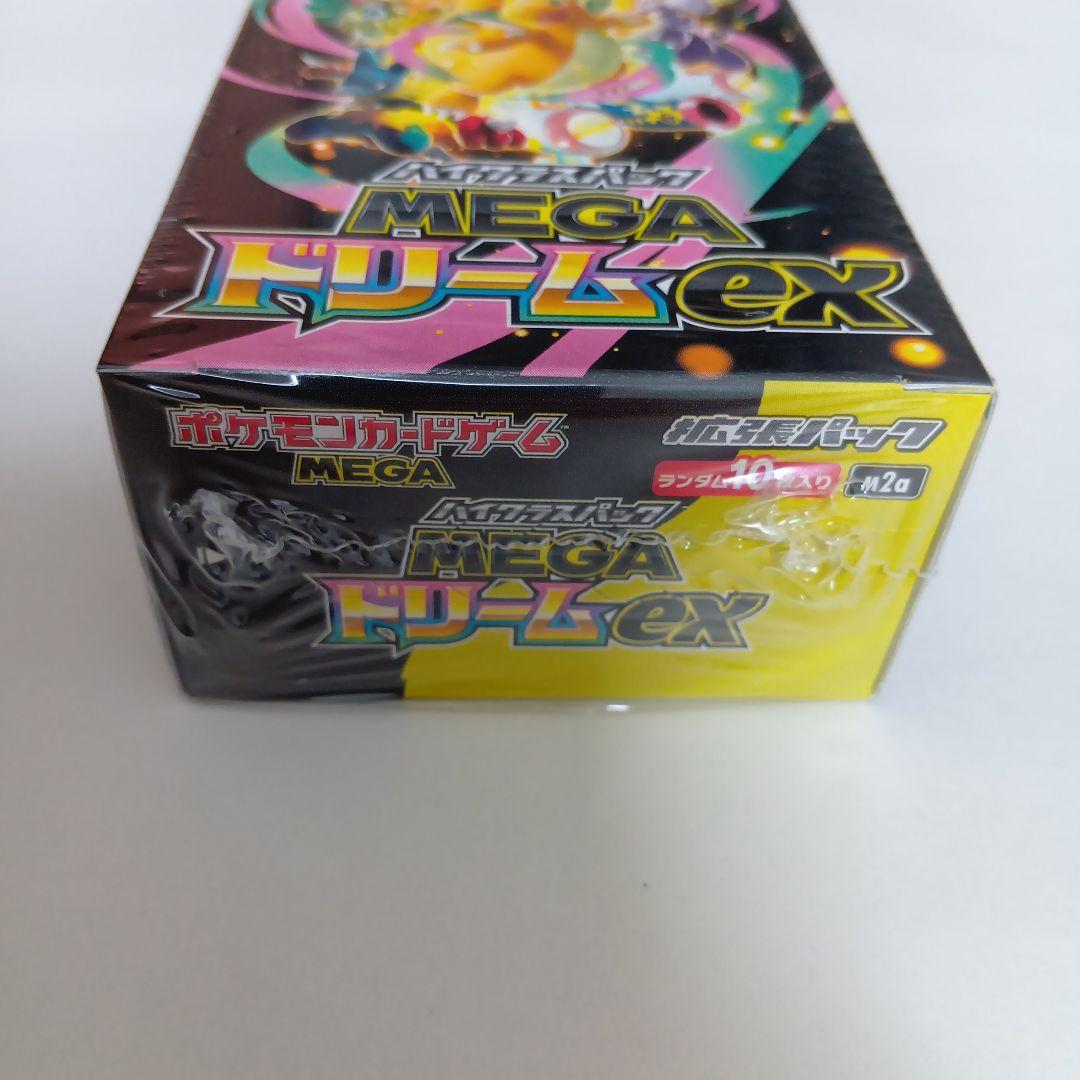 ハイクラスパック
MEGA
ドリームex
ポケモンカードゲーム™
MEGA
拡張パック
ランダム10枚入り
M2a
ハイクラスパック
MEGA
ドリームex